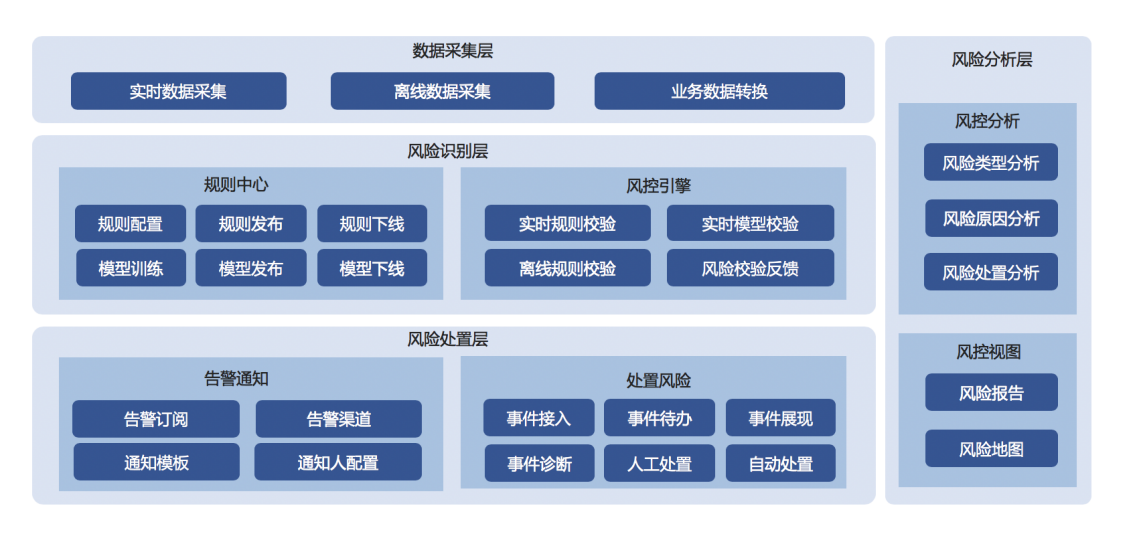 数据采集层
实时数据采集
离线数据采集
业务数据转换
风险识别层
规则中心
规则配置
规则发布
规则下线
模型训练
模型发布
模型下线
风控引擎
实时规则校验
实时模型校验
离线规则校验
风险校验反馈
风险处置层
告警通知
告警订阅
告警渠道
通知模板
通知人配置
处置风险
事件接入
事件待办
事件展现
事件诊断
人工处置
自动处置
风险分析层
风控分析
风险类型分析
风险原因分析
风险处置分析
风控视图
风险报告
风险地图